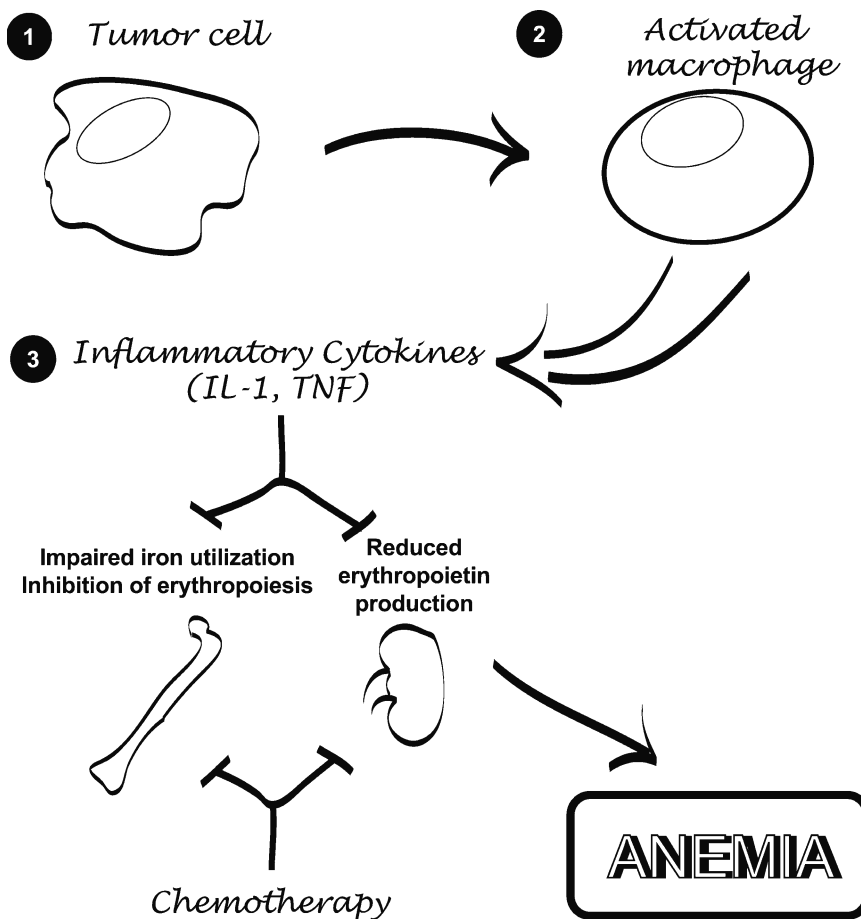 1 Tumor cell
2 Activated
macrophage
3 Inflammatory Cytokines
(IL-1, TNF)
Impaired iron utilization
Inhibition of erythropoiesis
Reduced
erythropoietin
production
Chemotherapy
ANEMIA